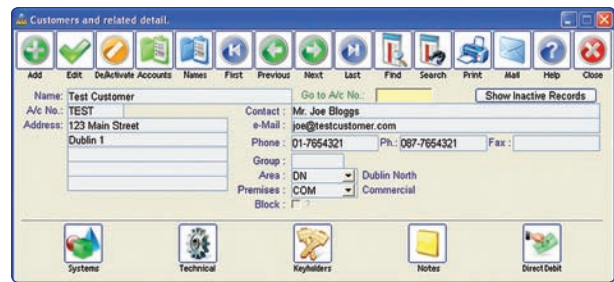 Customers and related detail.
Add Edit De/Activate Accounts Names First Previous Next Last Find Search Print Mail Help Close
Name: Test Customer Go to A/c No.: Show Inactive Records
A/c No.: TEST Contact : Mr. Joe Bloggs
Address: 123 Main Street e-Mail : joe@testcustomer.com
Dublin 1 Phone : 01-7654321 Ph.: 087-7654321 Fax :
Group :
Area : DN Dublin North
Premises : COM Commercial
Block : ?
Systems Technical Keyholders Notes Direct Debit